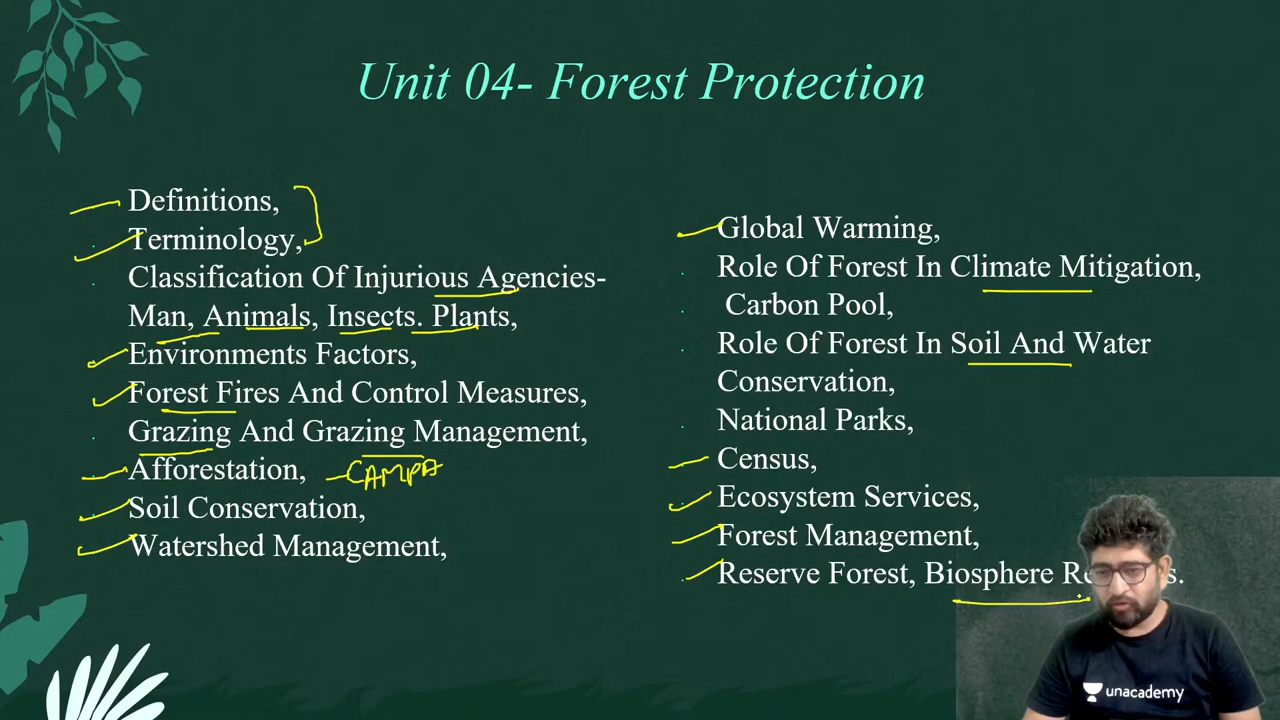 Unit 04- Forest Protection
Definitions,
Terminology,
Classification Of Injurious Agencies-
Man, Animals, Insects. Plants,
Environments Factors,
Forest Fires And Control Measures,
Grazing And Grazing Management,
Afforestation, - CAMPA
Soil Conservation,
Watershed Management,
Global Warming,
Role Of Forest In Climate Mitigation,
Carbon Pool,
Role Of Forest In Soil And Water
Conservation,
National Parks,
Census,
Ecosystem Services,
Forest Management,
Reserve Forest, Biosphere
unacademy